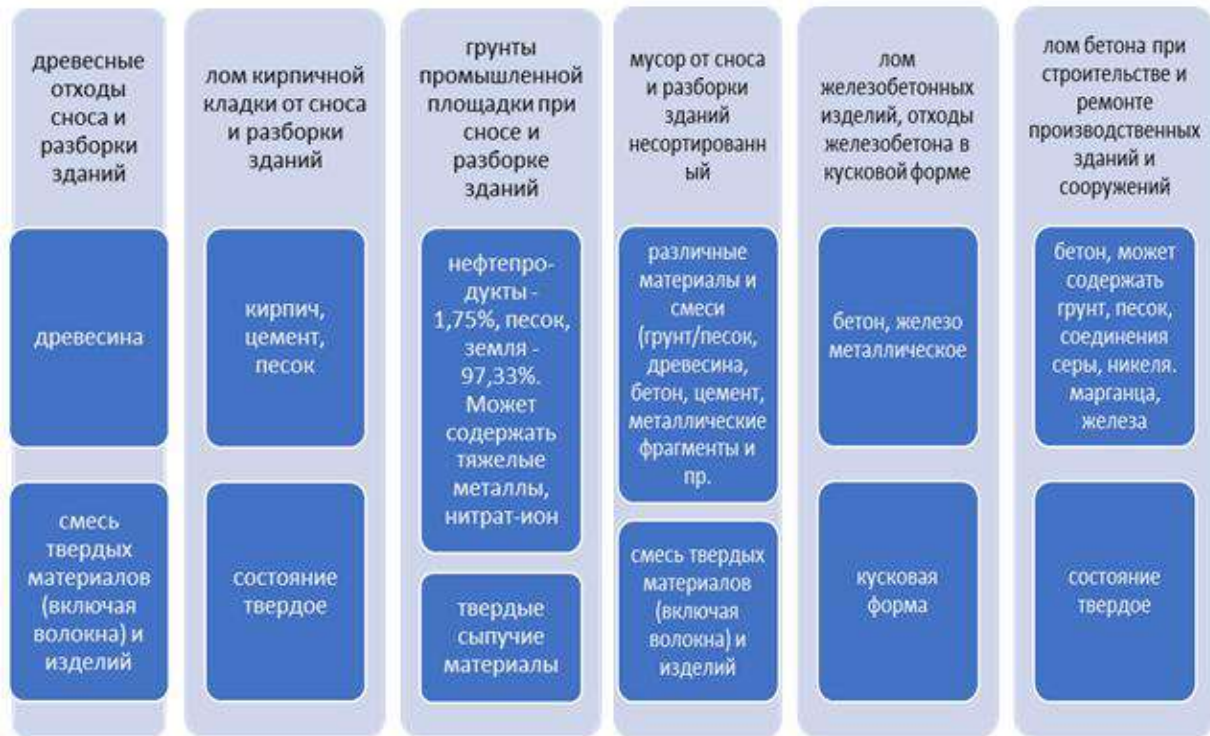 древесные
отходы
сноса и
разборки
зданий
древесина
смесь
твердых
материалов
(включая
волокна) и
изделий
лом кирпичной
кладки от сноса
и разборки
зданий
кирпич,
цемент,
песок
состояние
твердое
грунты
промышленной
площадки при
сносе и
разборке
зданий
нефтепро-
дукты -
1,75%, песок,
земля -
97,33%.
Может
содержать
тяжелые
металлы,
нитрат-ион
твердые
сыпучие
материалы
мусор от сноса
и разборки
зданий
несортированн
ый
различные
материалы и
смеси
(грунт/песок,
древесина,
бетон, цемент,
металлические
фрагменты и
пр.
смесь твердых
материалов
(включая
волокна) и
изделий
лом
железобетонных
изделий, отходы
железобетона в
кусковой форме
бетон, железо
металлическое
кусковая
форма
лом бетона при
строительстве и
ремонте
производственных
зданий и
сооружений
бетон, может
содержать
грунт, песок,
соединения
серы, никеля.
марганца,
железа
состояние
твердое